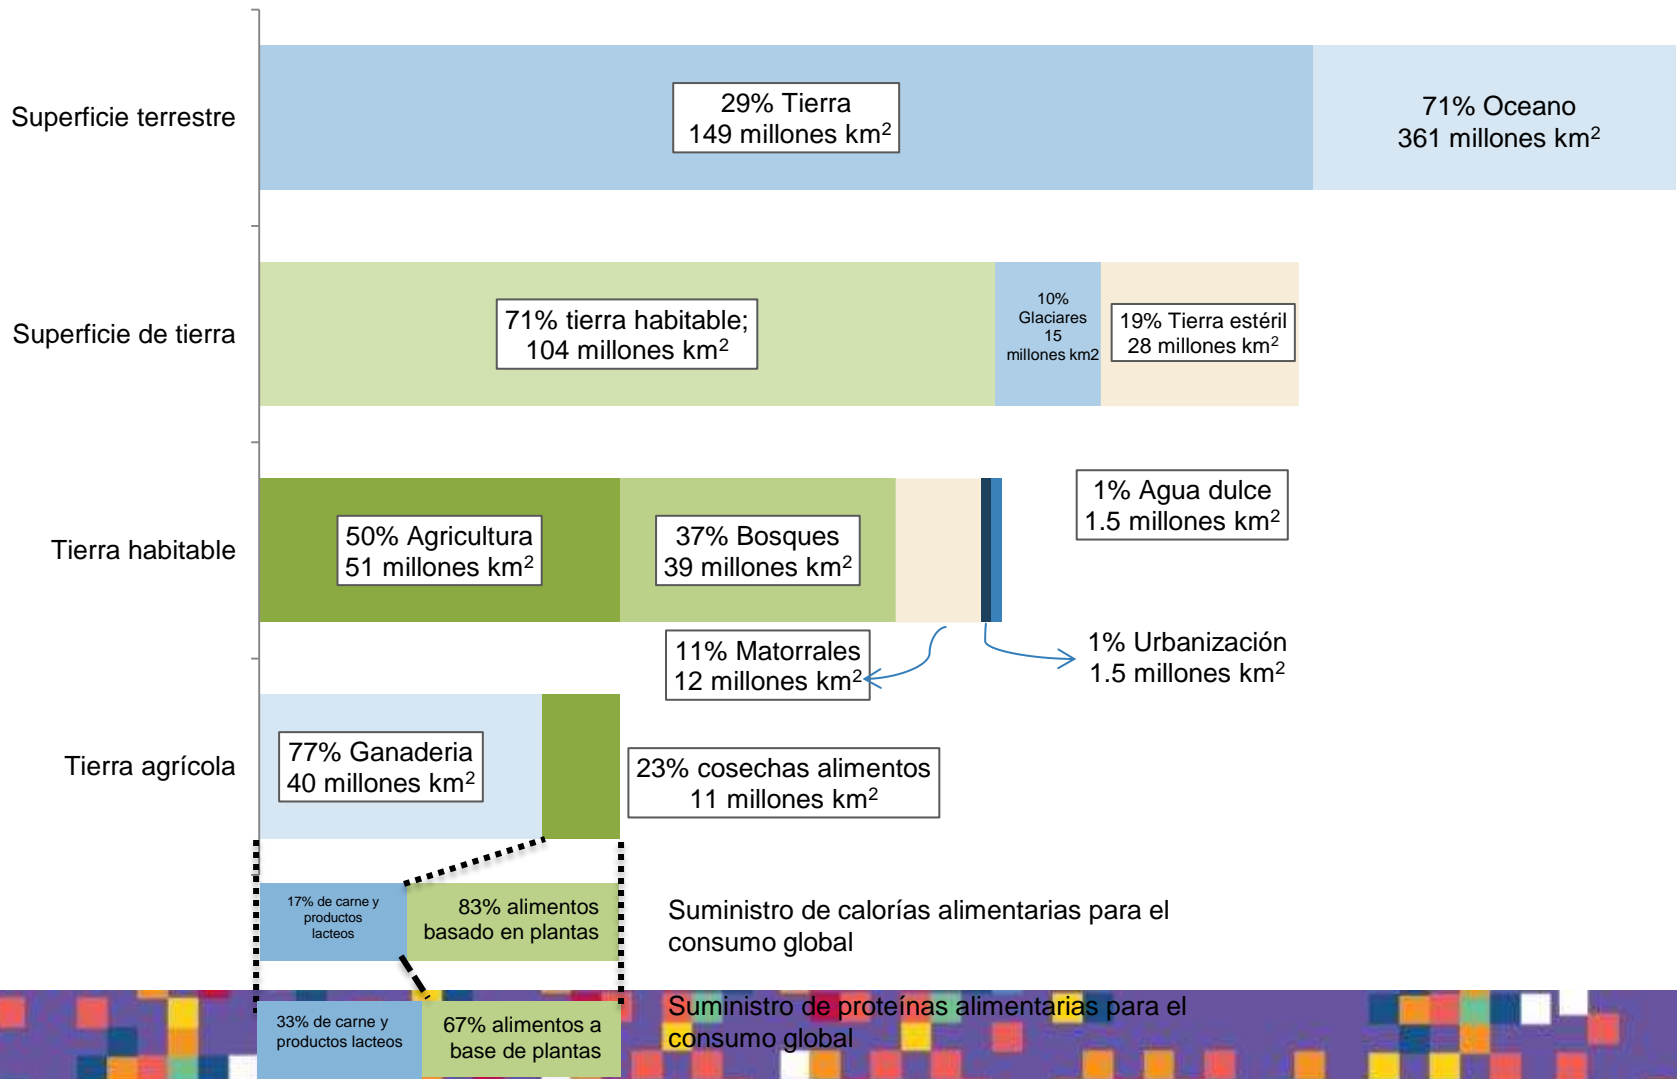 Superficie terrestre
29% Tierra
149 millones km²
71% Oceano
361 millones km²
Superficie de tierra
71% tierra habitable;
104 millones km²
10%
Glaciares
15
millones km2
19% Tierra estéril
28 millones km²
Tierra habitable
50% Agricultura
51 millones km²
37% Bosques
39 millones km²
1% Agua dulce
1.5 millones km²
11% Matorrales
12 millones km²
1% Urbanización
1.5 millones km²
Tierra agrícola
77% Ganaderia
40 millones km²
23% cosechas alimentos
11 millones km²
17% de carne y
productos
lacteos
83% alimentos
basado en plantas
Suministro de calorías alimentarias para el
consumo global
33% de carne y
productos lacteos
67% alimentos a
base de plantas
Suministro de proteínas alimentarias para el
consumo global